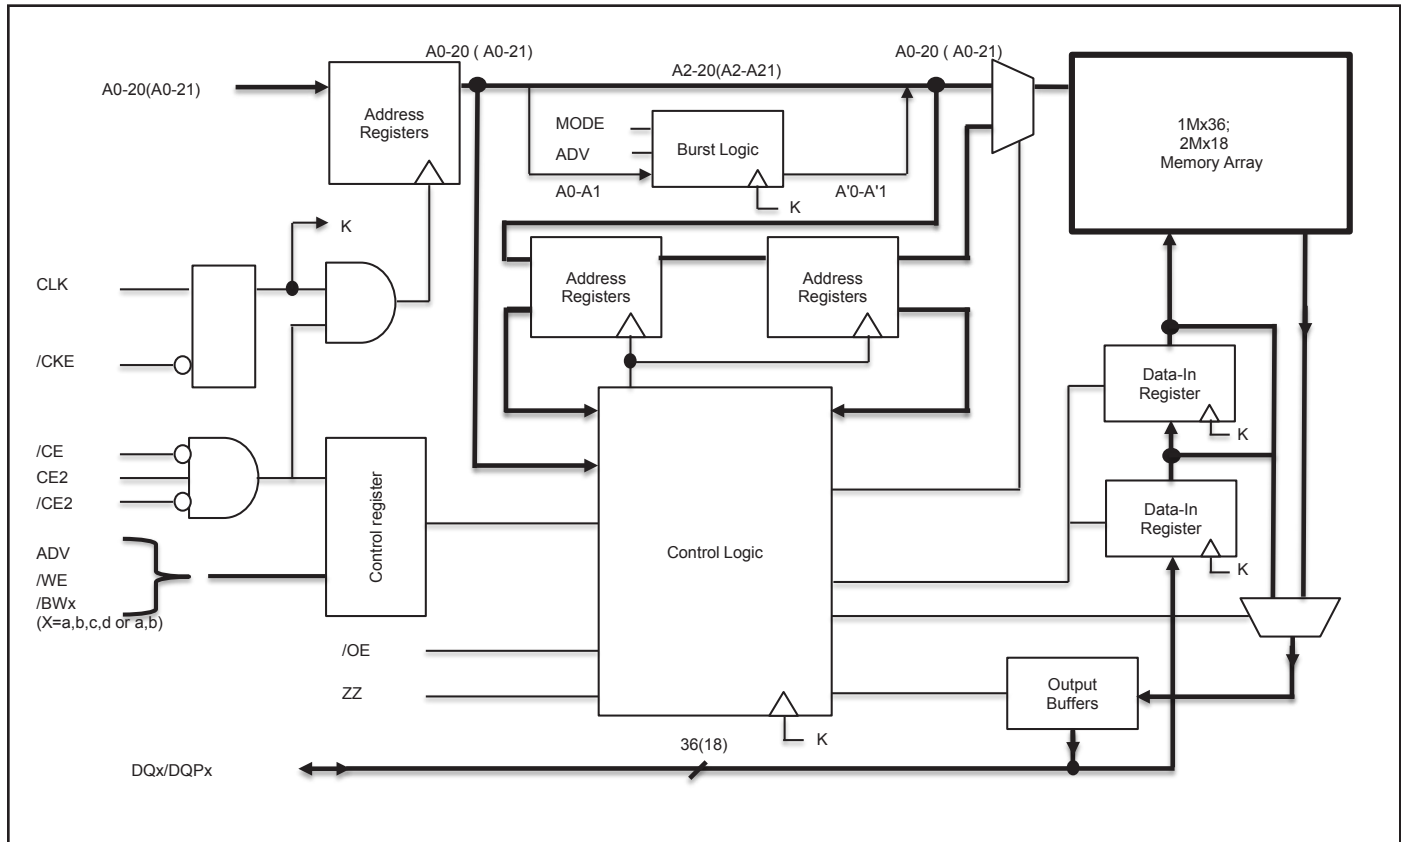 A0-20 ( A0-21)
A0-20 ( A0-21)
A2-20(A2-A21)
A0-20(A0-21)
Address
Registers
MODE
ADV
A0-A1
Burst Logic
K
A'0-A'1
1Mx36;
2Mx18
Memory Array
K
CLK
/CKE
Address
Registers
Address
Registers
Data-In
Register
K
/CE
CE2
/CE2
Control register
Data-In
Register
K
ADV
/WE
/BWx
(X=a,b,c,d or a,b)
Control Logic
/OE
ZZ
K
Output
Buffers
36(18)
DQx/DQPx